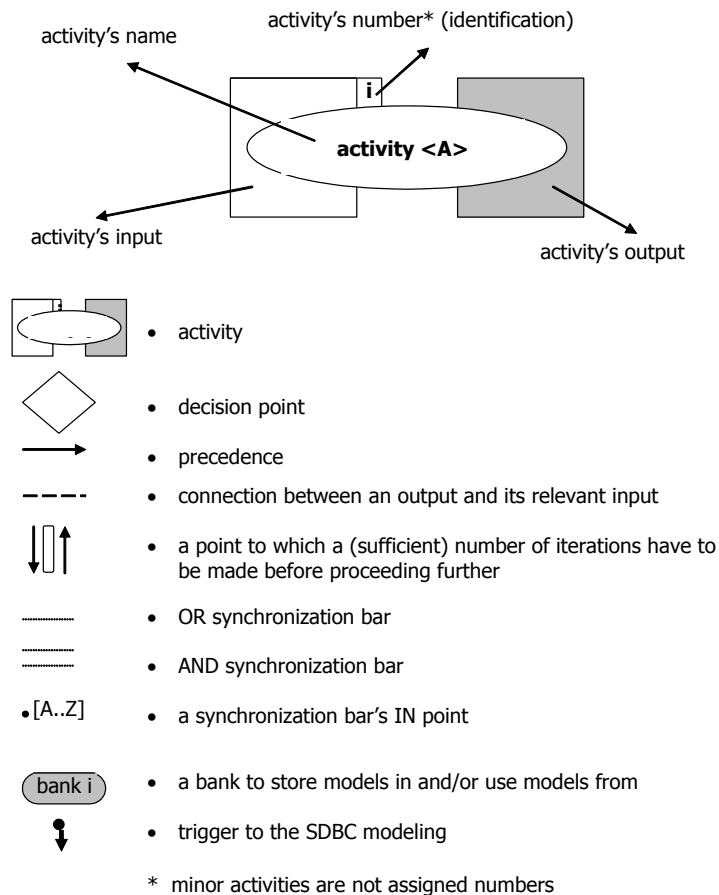 activity’s number* (identification)
activity’s name
i
activity <A>
activity’s input
activity’s output
• activity
• decision point
• precedence
• connection between an output and its relevant input
• a point to which a (sufficient) number of iterations have to
be made before proceeding further
• OR synchronization bar
• AND synchronization bar
•[A..Z] • a synchronization bar’s IN point
bank i • a bank to store models in and/or use models from
• trigger to the SDBC modeling
* minor activities are not assigned numbers